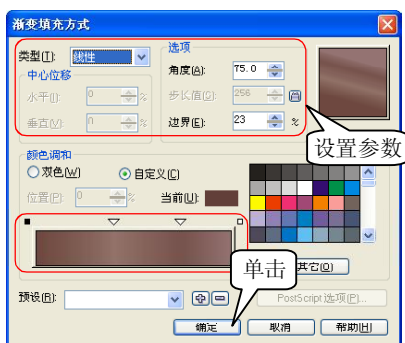 渐变填充方式
类型(T): 线性
选项
中心位移
角度(A): 75.0
水平(I): 0 %
步长值(S): 256
垂直(V): 0 %
边界(E): 23 %
设置参数
颜色调和
双色(W) 自定义(C)
位置(P): 0 % 当前(U):
单击
其它(O)
预设(R):
PostScript 选项(P)...
确定 取消 帮助(H)